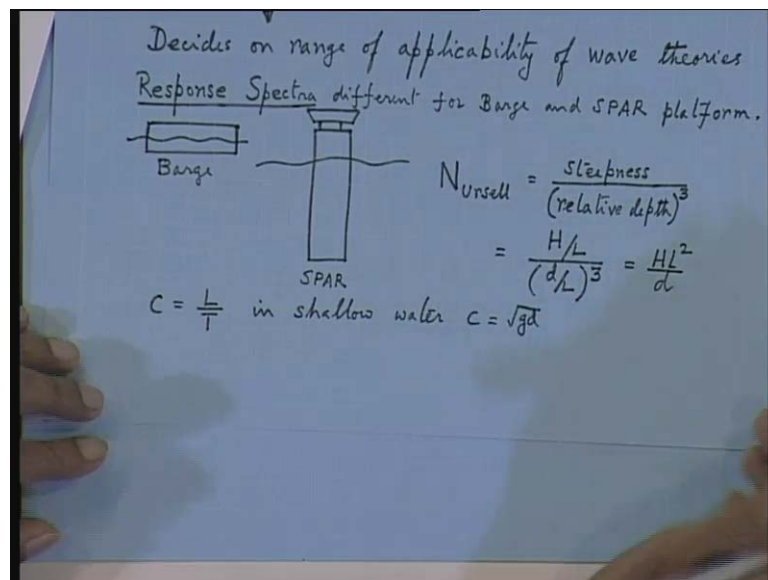 Decides on range of applicability of wave theories
Response Spectra different for Barge and SPAR platform.
Barge
SPAR
N Ursell = steepness / (relative depth)³
= H/L / (d/L)³ = HL² / d
C = L/T in shallow water C = √gd